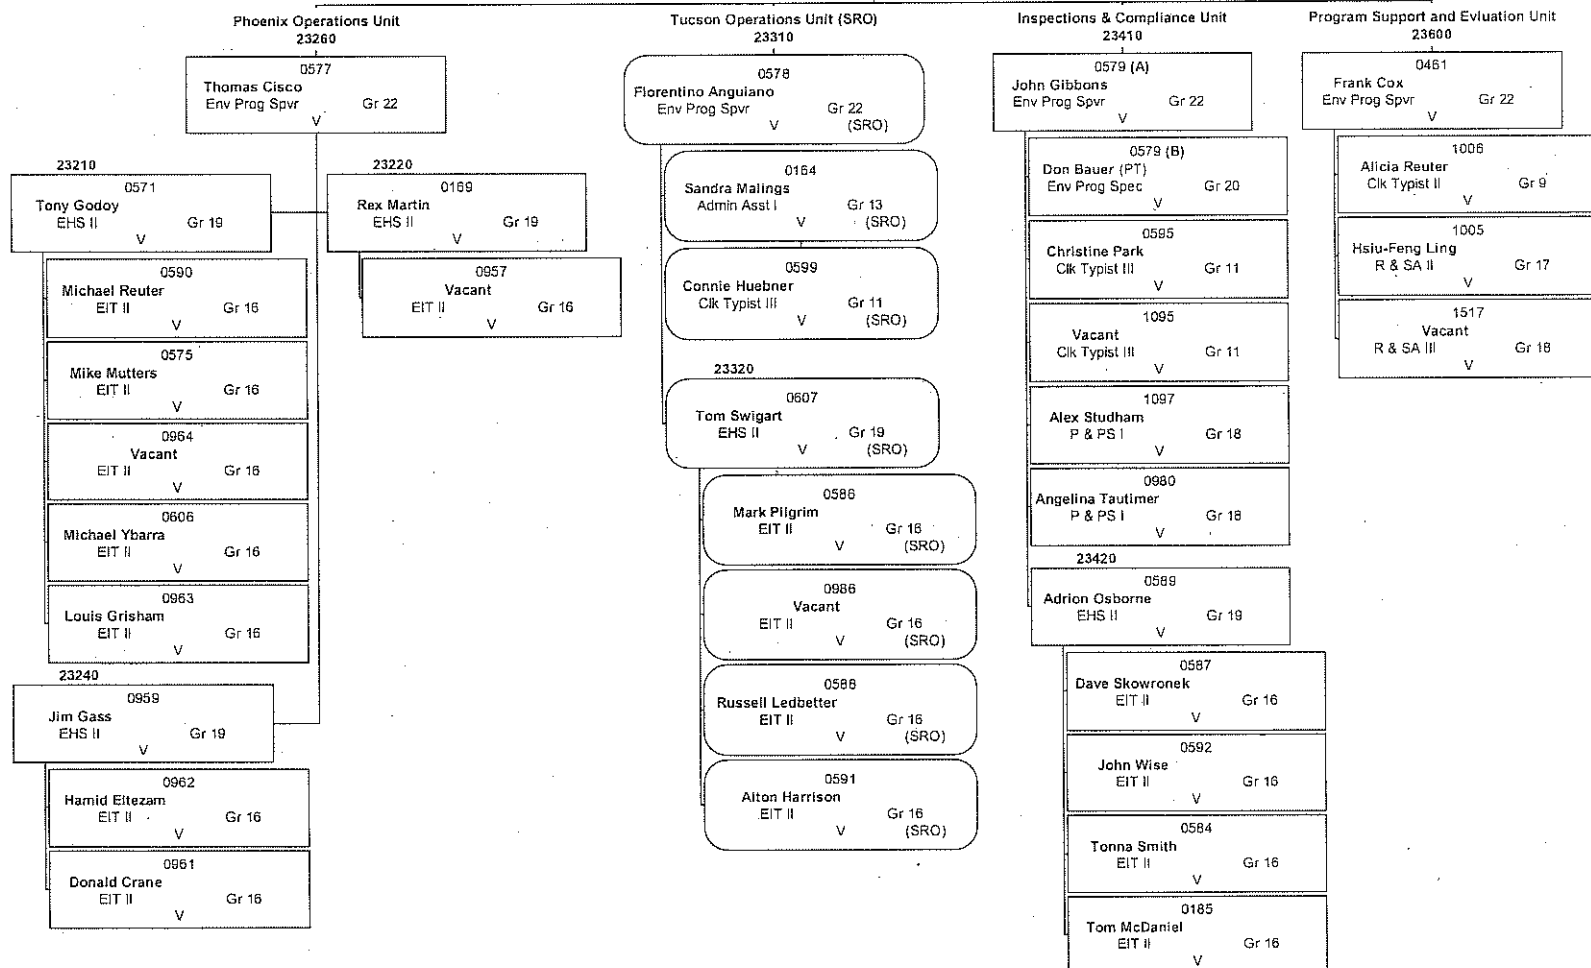 Phoenix Operations Unit
23260
0577
Thomas Cisco
Env Prog Spvr Gr 22
V
23210
0571
Tony Godoy
EHS II Gr 19
V
23220
0169
Rex Martin
EHS II Gr 19
V
0590
Michael Reuter
EIT II Gr 16
V
0957
Vacant
EIT II Gr 16
V
0575
Mike Mutters
EIT II Gr 16
V
0964
Vacant
EIT II Gr 16
V
0606
Michael Ybarra
EIT II Gr 16
V
0963
Louis Grisham
EIT II Gr 16
V
23240
0959
Jim Gass
EHS II Gr 19
V
0962
Hamid Eltezam
EIT II Gr 16
V
0961
Donald Crane
EIT II Gr 16
V
Tucson Operations Unit (SRO)
23310
0578
Florentino Anguiano
Env Prog Spvr Gr 22
V (SRO)
0164
Sandra Malings
Admin Asst I Gr 13
V (SRO)
0599
Connie Huebner
Clk Typist III Gr 11
V (SRO)
23320
0607
Tom Swigart
EHS II Gr 19
V (SRO)
0586
Mark Pilgrim
EIT II Gr 16
V (SRO)
0986
Vacant
EIT II Gr 16
V (SRO)
0588
Russell Ledbetter
EIT II Gr 16
V (SRO)
0591
Alton Harrison
EIT II Gr 16
V (SRO)
Inspections & Compliance Unit
23410
0579 (A)
John Gibbons
Env Prog Spvr Gr 22
V
0579 (B)
Don Bauer (PT)
Env Prog Spec Gr 20
V
0595
Christine Park
Clk Typist III Gr 11
V
1095
Vacant
Clk Typist III Gr 11
V
1097
Alex Studham
P & PS I Gr 18
V
0980
Angelina Tautimer
P & PS I Gr 18
V
23420
0589
Adrion Osborne
EHS II Gr 19
V
0587
Dave Skowronek
EIT II Gr 16
V
0592
John Wise
EIT II Gr 16
V
0584
Tonna Smith
EIT II Gr 16
V
0185
Tom McDaniel
EIT II Gr 16
V
Program Support and Evluation Unit
23600
0461
Frank Cox
Env Prog Spvr Gr 22
V
1006
Alicia Reuter
Clk Typist II Gr 9
V
1005
Hsiu-Feng Ling
R & SA II Gr 17
V
1517
Vacant
R & SA III Gr 18
V